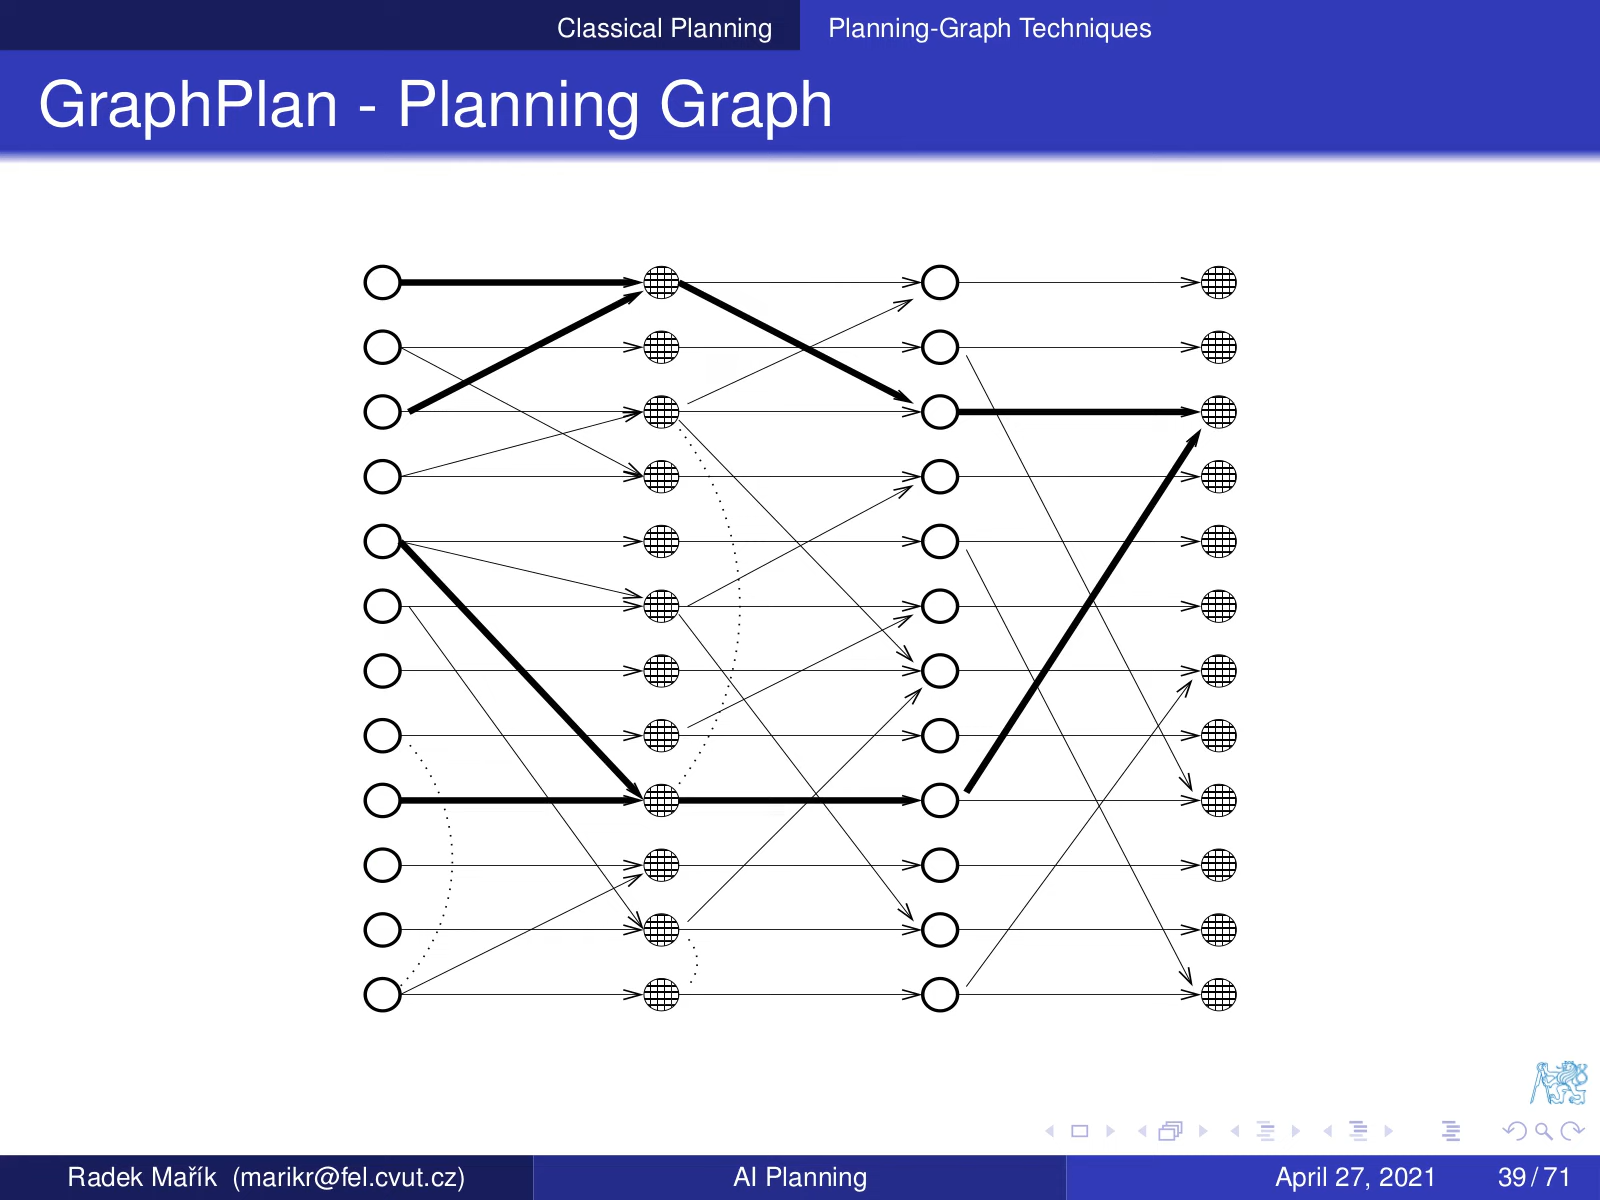 Classical Planning
Planning-Graph Techniques
GraphPlan - Planning Graph
Radek Mařík (marikr@fel.cvut.cz)
AI Planning
April 27, 2021
39 / 71